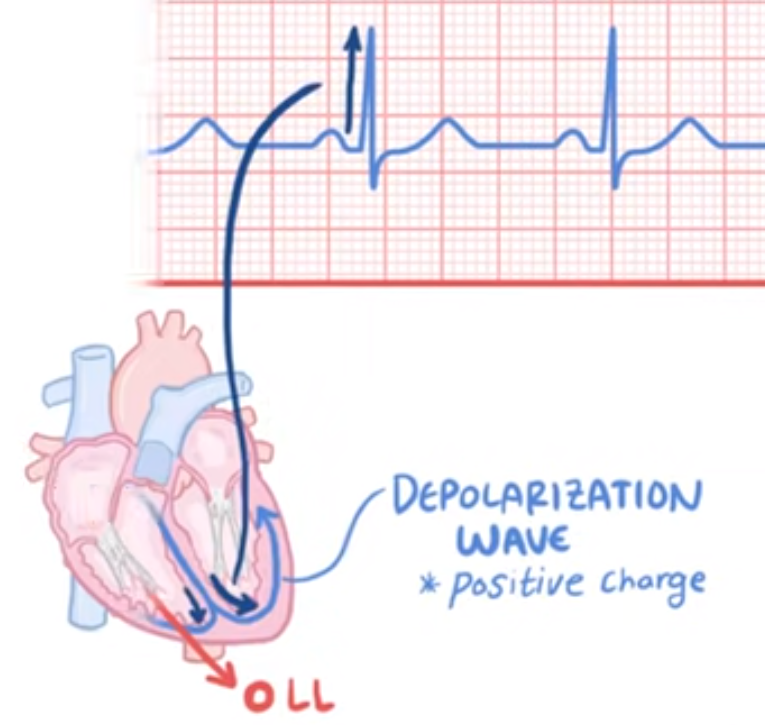 DEPOLARIZATION
WAVE
* positive charge
LL